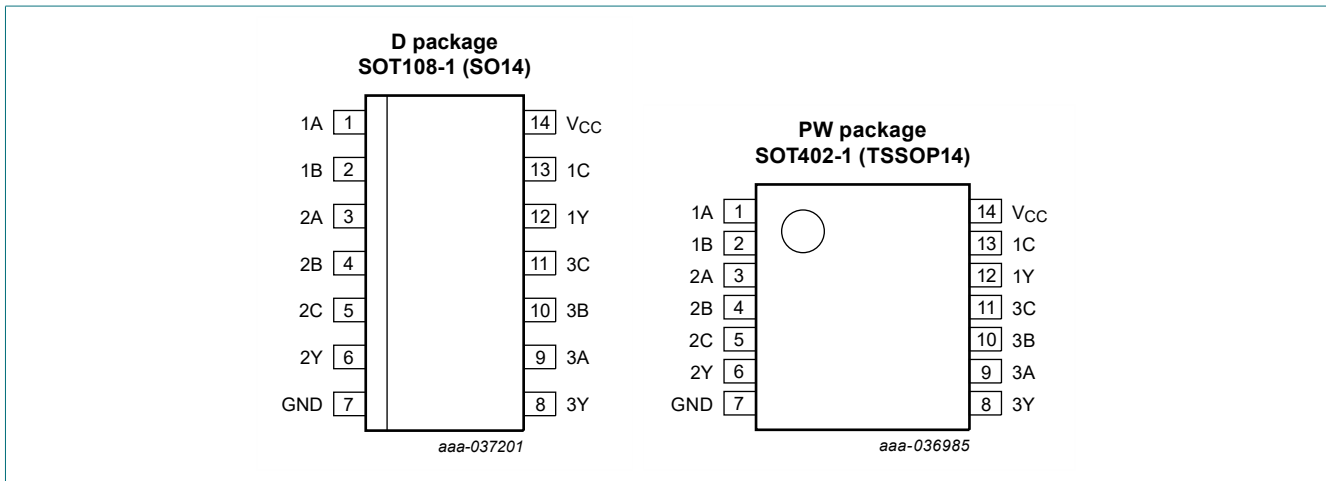 D package
SOT108-1 (SO14)
1A 1 14 VCC
1B 2 13 1C
2A 3 12 1Y
2B 4 11 3C
2C 5 10 3B
2Y 6 9 3A
GND 7 8 3Y
aaa-037201
PW package
SOT402-1 (TSSOP14)
1A 1 14 VCC
1B 2 13 1C
2A 3 12 1Y
2B 4 11 3C
2C 5 10 3B
2Y 6 9 3A
GND 7 8 3Y
aaa-036985